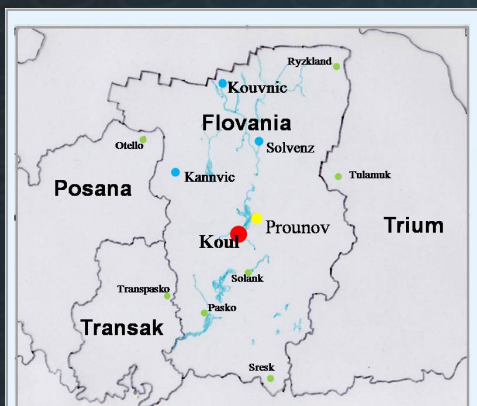 Ryzkland
Kouvnic
Flovania
Otello
Solvenz
Kannvic
Tulamuk
Posana
Prounov
Trium
Koul
Solank
Transpasko
Pasko
Transak
Sresk